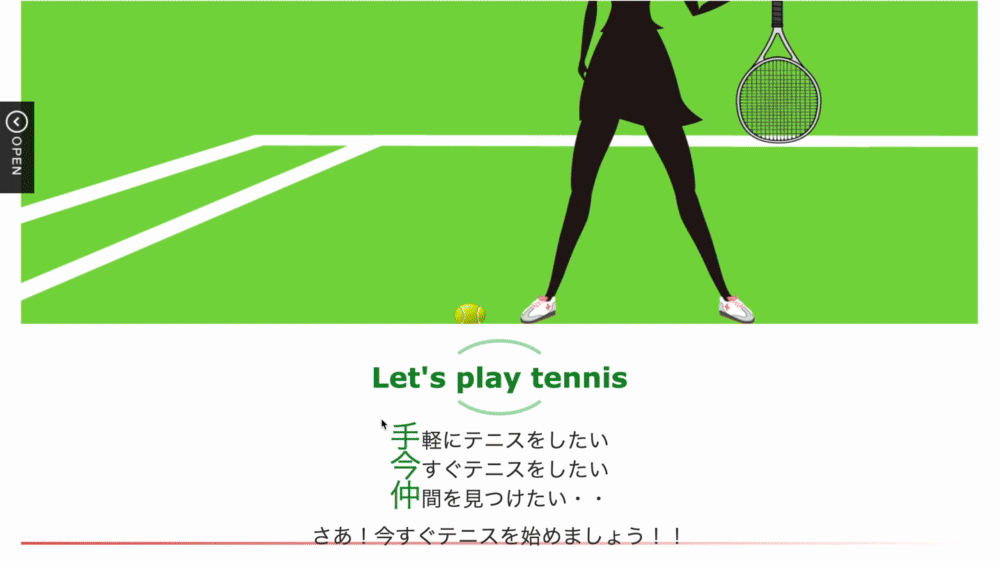 OPEN
Let's play tennis
手軽にテニスをしたい
今すぐテニスをしたい
仲間を見つけたい・・
さあ！今すぐテニスを始めましょう！！